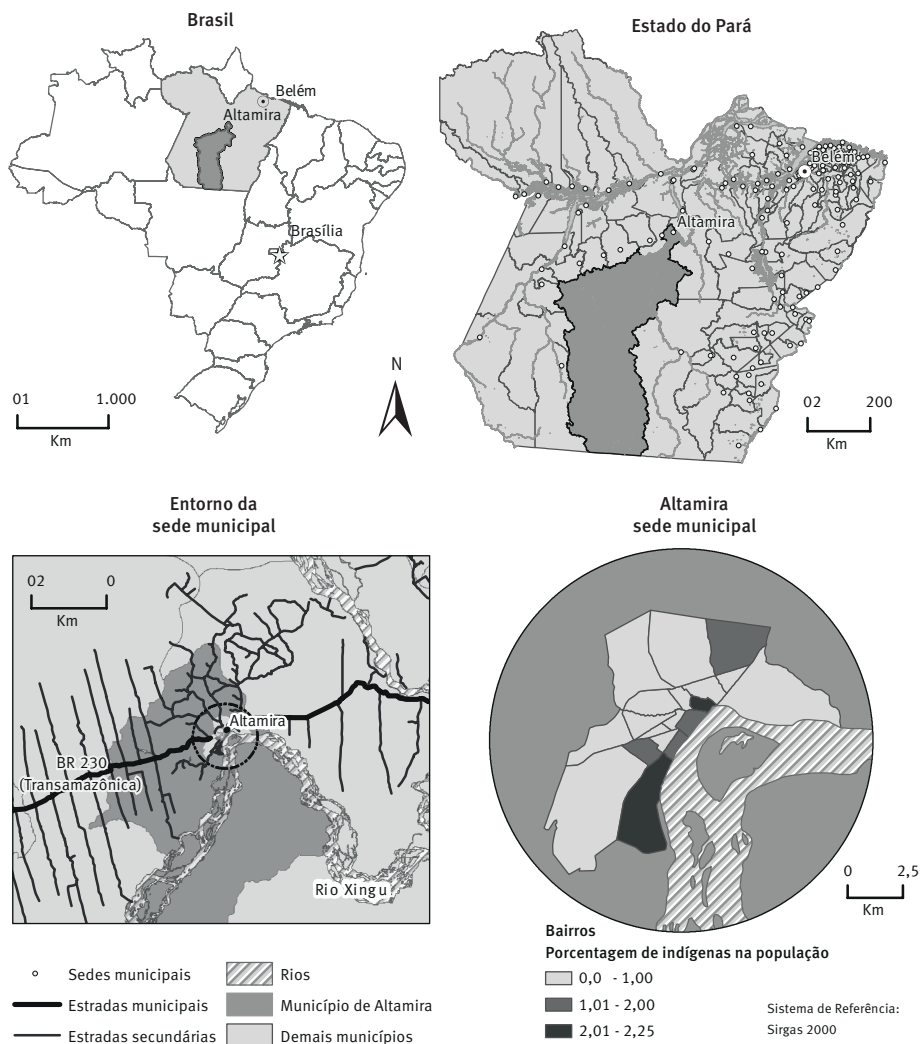 Brasil
Belém
Altamira
Brasília
01 1.000
Km
N
Estado do Pará
Belém
Altamira
02 200
Km
Entorno da
sede municipal
02 0
Km
Altamira
BR 230
(Transamazônica)
Rio Xingu
Altamira
sede municipal
0 2,5
Km
Sedes municipais
Estradas municipais
Estradas secundárias
Rios
Município de Altamira
Demais municípios
Bairros
Porcentagem de indígenas na população
0,0 - 1,00
1,01 - 2,00
2,01 - 2,25
Sistema de Referência:
Sirgas 2000